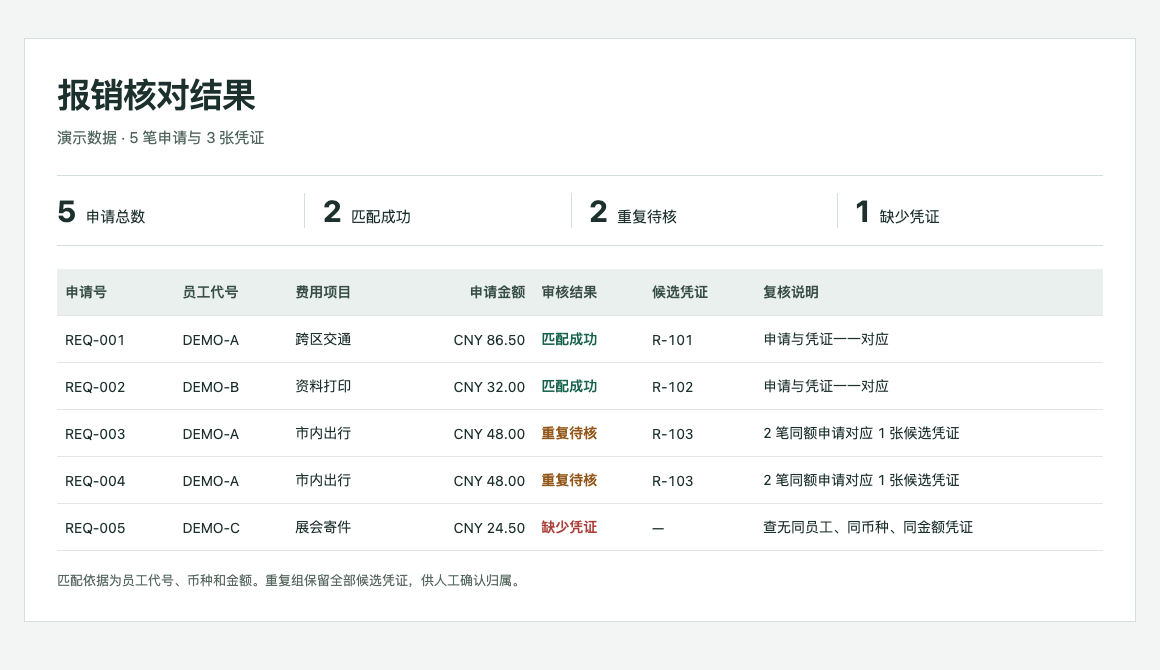 报销核对结果
演示数据 · 5 笔申请与 3 张凭证
5 申请总数 2 匹配成功 2 重复待核 1 缺少凭证
申请号 员工代号 费用项目 申请金额 审核结果 候选凭证 复核说明
REQ-001 DEMO-A 跨区交通 CNY 86.50 匹配成功 R-101 申请与凭证一一对应
REQ-002 DEMO-B 资料打印 CNY 32.00 匹配成功 R-102 申请与凭证一一对应
REQ-003 DEMO-A 市内出行 CNY 48.00 重复待核 R-103 2 笔同额申请对应 1 张候选凭证
REQ-004 DEMO-A 市内出行 CNY 48.00 重复待核 R-103 2 笔同额申请对应 1 张候选凭证
REQ-005 DEMO-C 展会寄件 CNY 24.50 缺少凭证 — 查无同员工、同币种、同金额凭证
匹配依据为员工代号、币种和金额。重复组保留全部候选凭证，供人工确认归属。